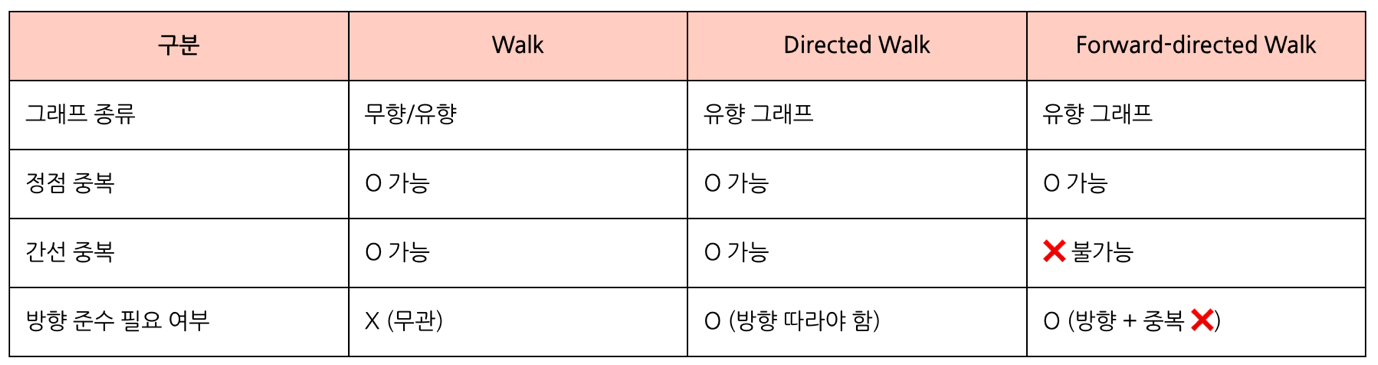 구분 Walk Directed Walk Forward-directed Walk
그래프 종류 무향/유향 유향 그래프 유향 그래프
정점 중복 O 가능 O 가능 O 가능
간선 중복 O 가능 O 가능 ❌ 불가능
방향 준수 필요 여부 X (무관) O (방향 따라야 함) O (방향 + 중복 ❌)